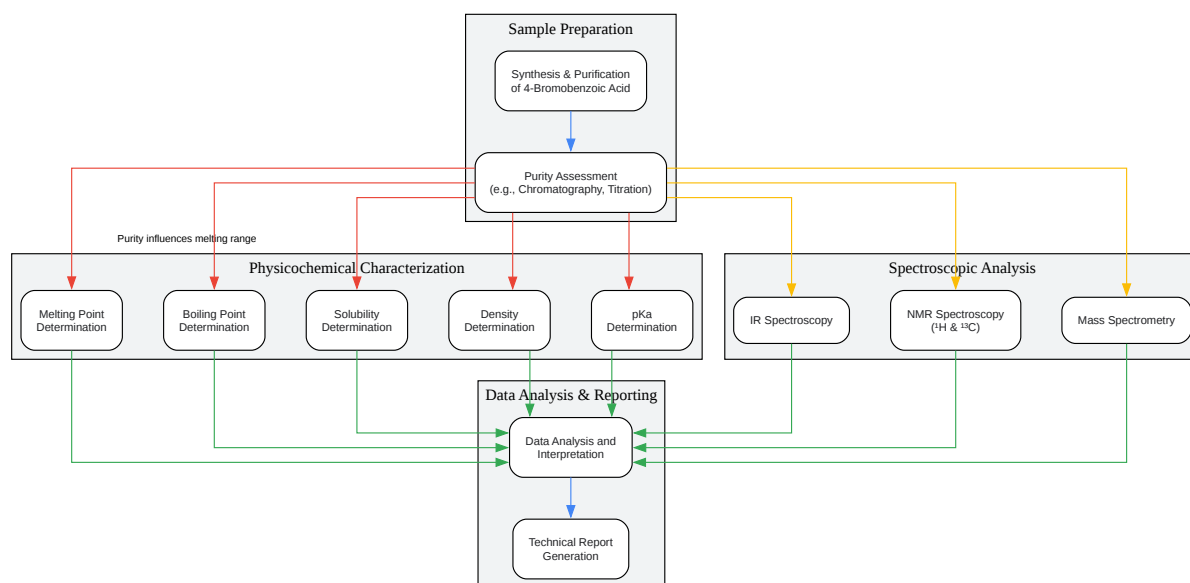 Sample Preparation
Synthesis & Purification
of 4-Bromobenzoic Acid
Purity Assessment
(e.g., Chromatography, Titration)
Purity influences melting range
Physicochemical Characterization
Melting Point
Determination
Boiling Point
Determination
Solubility
Determination
Density
Determination
pKa
Determination
Spectroscopic Analysis
IR Spectroscopy
NMR Spectroscopy
(¹H & ¹³C)
Mass Spectrometry
Data Analysis & Reporting
Data Analysis and
Interpretation
Technical Report
Generation